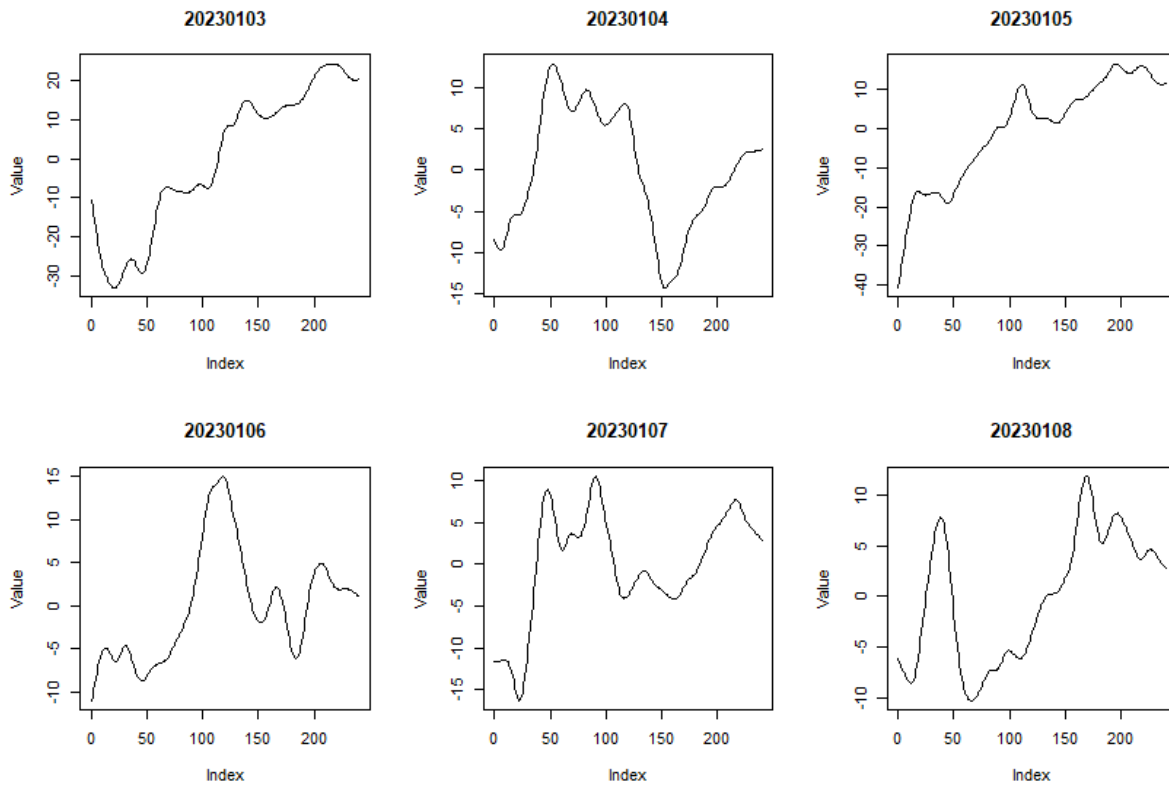 20230103 20230104 20230105
20 10 0 -10 -20 -30
Value
0 50 100 150 200
Index
10 5 0 -5 -10 -15
Value
0 50 100 150 200
Index
10 0 -10 -20 -30 -40
Value
0 50 100 150 200
Index
20230106 20230107 20230108
15 10 5 0 -5 -10
Value
0 50 100 150 200
Index
10 5 0 -5 -10 -15
Value
0 50 100 150 200
Index
10 5 0 -5 -10
Value
0 50 100 150 200
Index